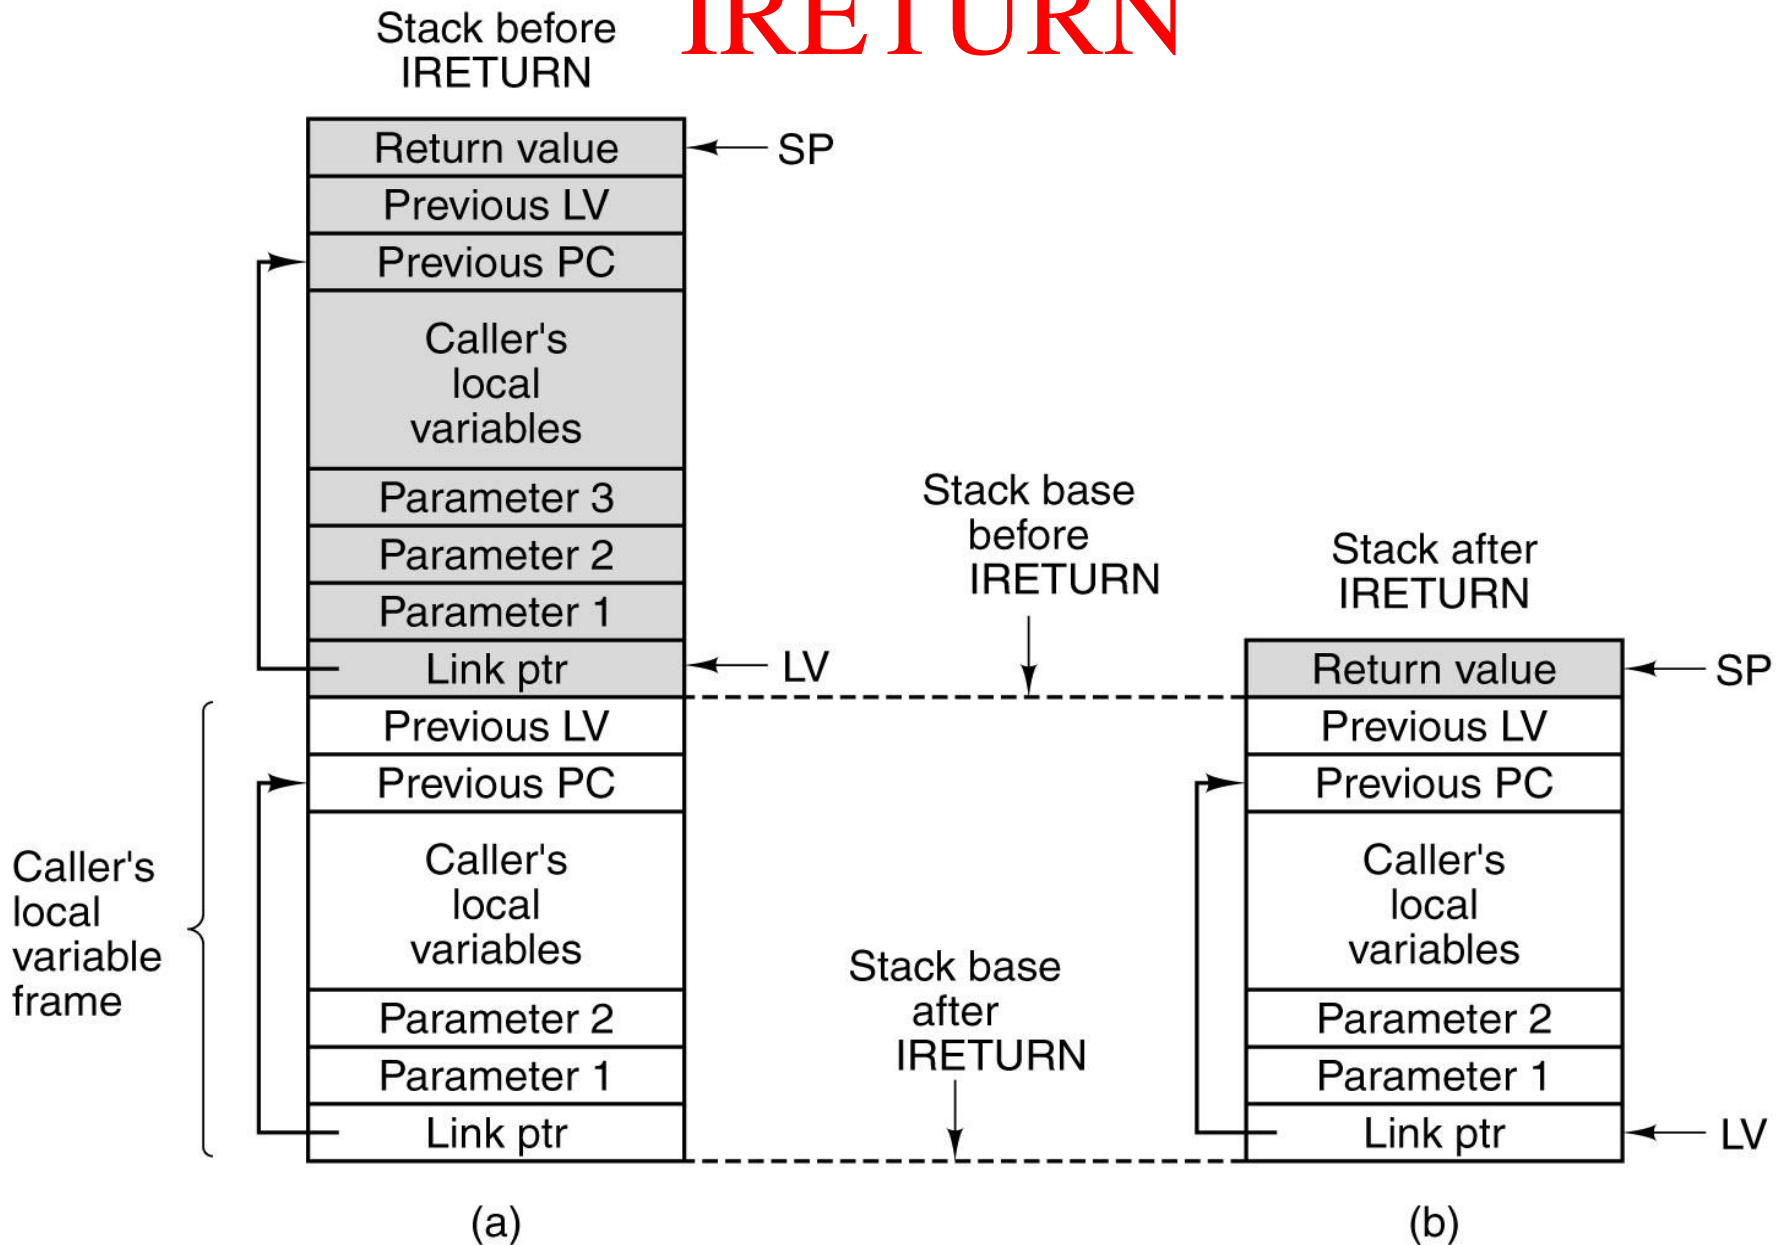 IRETURN
Stack before
IRETURN
Return value
SP
Previous LV
Previous PC
Caller's
local
variables
Parameter 3
Parameter 2
Parameter 1
Link ptr
LV
Previous LV
Previous PC
Caller's
local
variables
Parameter 2
Parameter 1
Link ptr
Caller's
local
variable
frame
(a)
Stack base
before
IRETURN
Stack base
after
IRETURN
Stack after
IRETURN
Return value
SP
Previous LV
Previous PC
Caller's
local
variables
Parameter 2
Parameter 1
Link ptr
LV
(b)